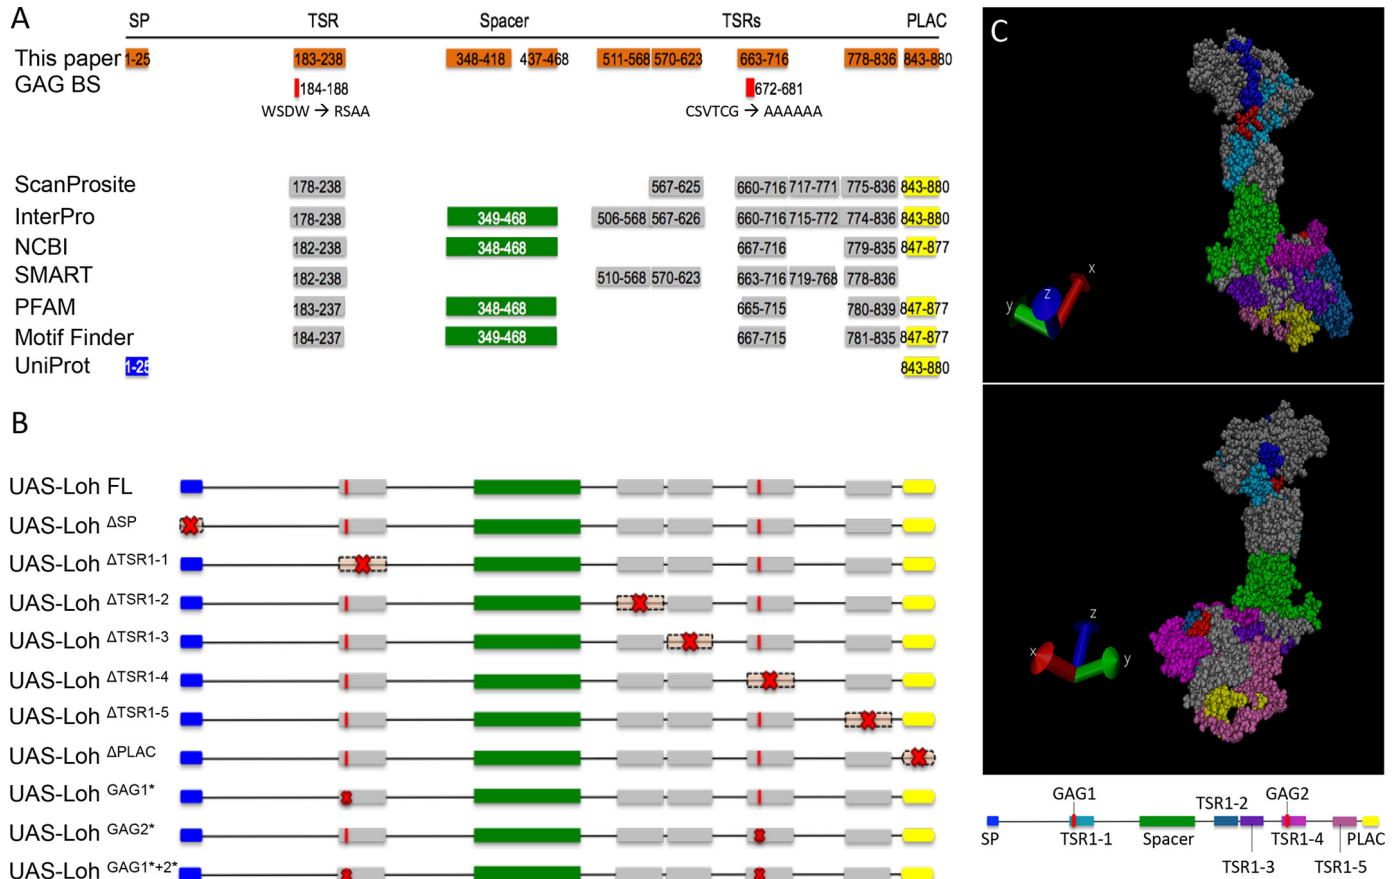 A
SP TSR Spacer TSRs PLAC
This paper 1-25 183-238 348-418 437-468 511-568 570-623 663-716 778-836 843-880
GAG BS 184-188 672-681
WSDW → RSAA CSVTCG → AAAAAA
ScanProsite 178-238 567-625 660-716 717-771 775-836 843-880
InterPro 178-238 349-468 506-568 567-626 660-716 715-772 774-836 843-880
NCBI 182-238 348-468 667-716 779-835 847-877
SMART 182-238 510-568 570-623 663-716 719-768 778-836
PFAM 183-237 348-468 665-715 780-839 847-877
Motif Finder 184-237 349-468 667-715 781-835 847-877
UniProt 1-25 843-880
B
UAS-Loh FL
UAS-Loh ΔSP
UAS-Loh ΔTSR1-1
UAS-Loh ΔTSR1-2
UAS-Loh ΔTSR1-3
UAS-Loh ΔTSR1-4
UAS-Loh ΔTSR1-5
UAS-Loh ΔPLAC
UAS-Loh GAG1*
UAS-Loh GAG2*
UAS-Loh GAG1*+2*
C
x
z
y
z
x
y
GAG1 TSR1-2 GAG2
SP TSR1-1 Spacer TSR1-4 PLAC
TSR1-3 TSR1-5